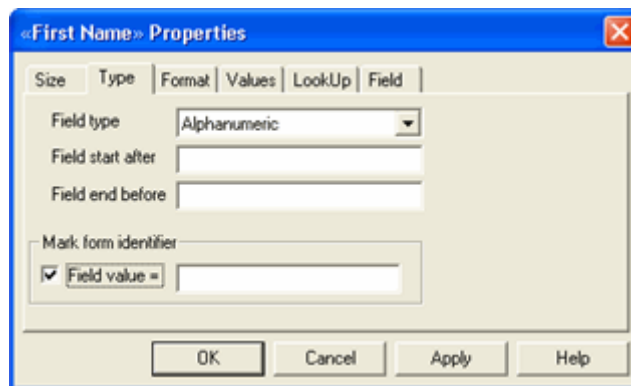 «First Name» Properties
Size Type Format Values LookUp Field
Field type Alphanumeric
Field start after
Field end before
Mark form identifier
Field value =
OK Cancel Apply Help